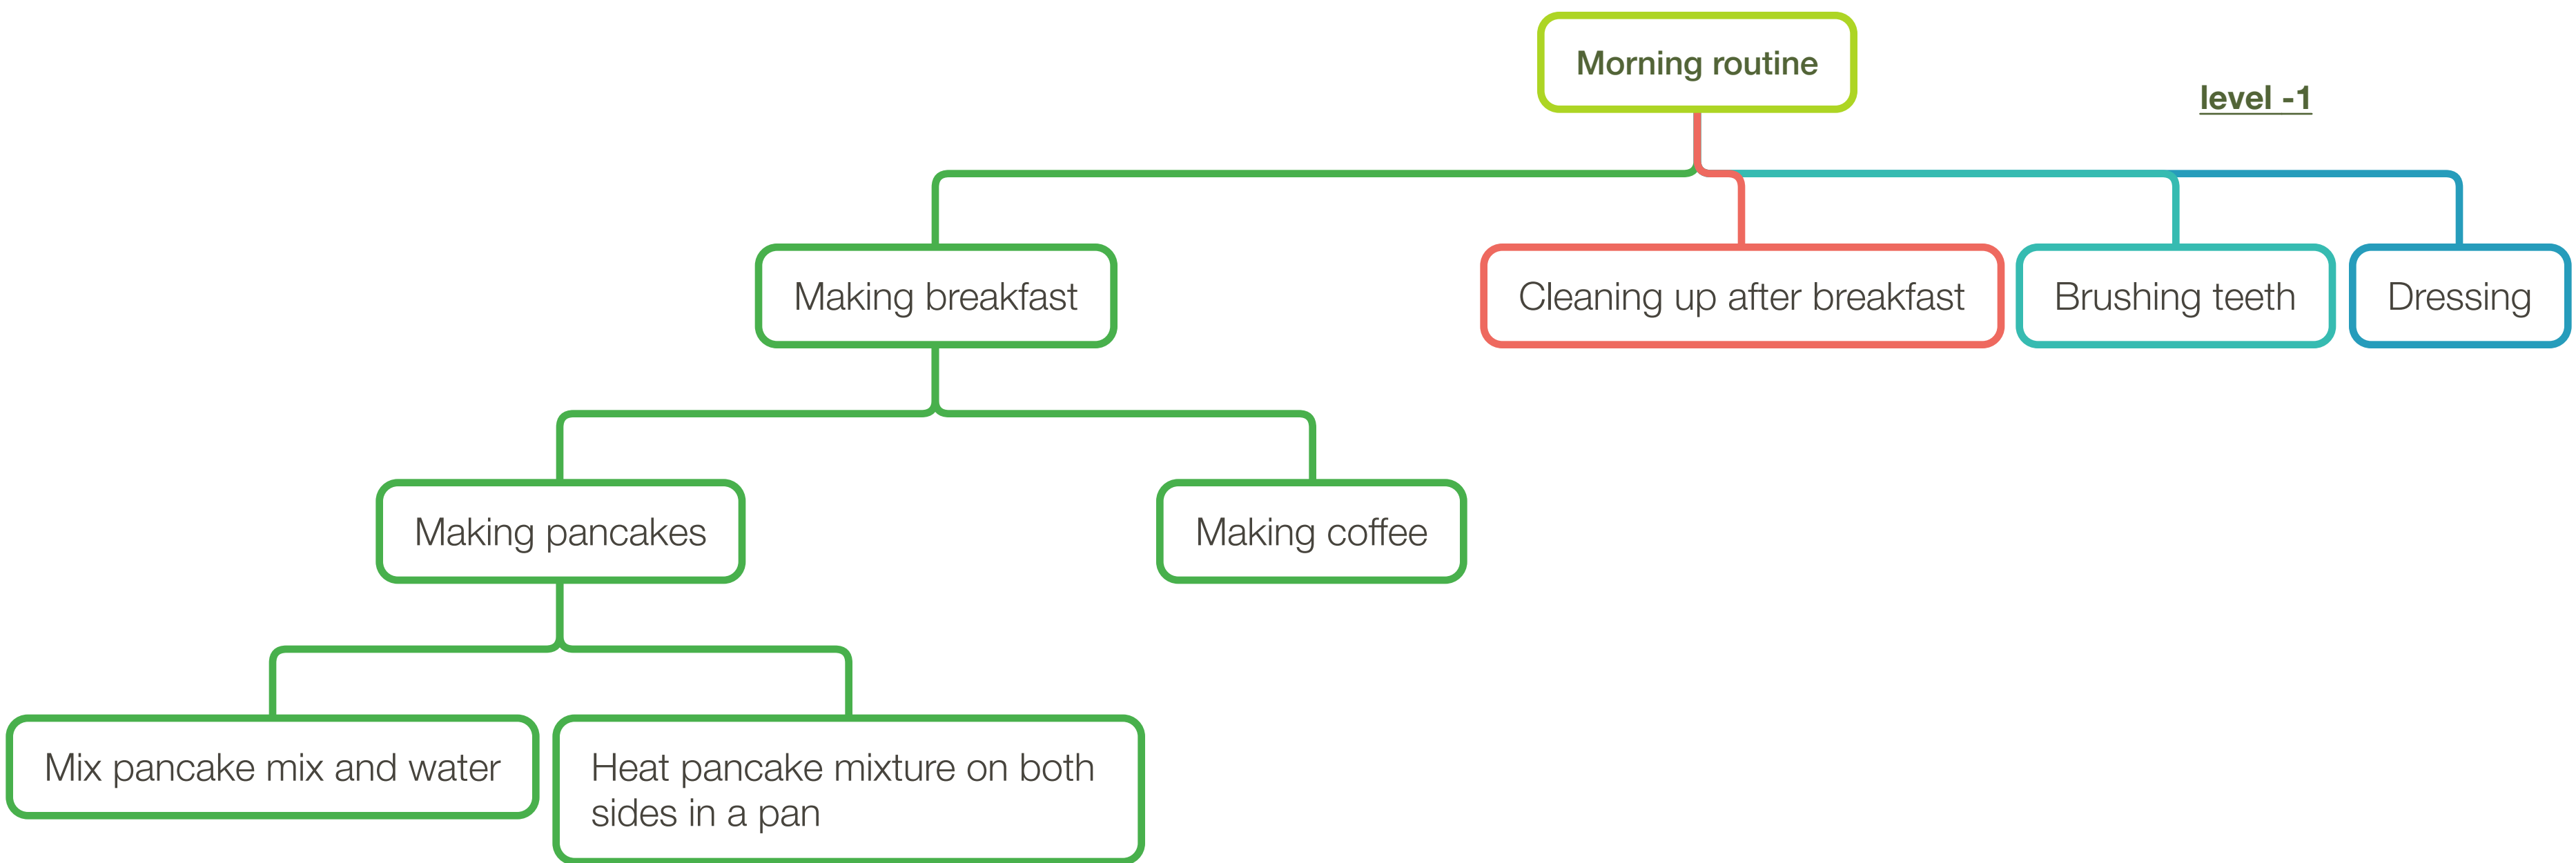 Morning routine
level -1
Making breakfast
Cleaning up after breakfast
Brushing teeth
Dressing
Making pancakes
Making coffee
Mix pancake mix and water
Heat pancake mixture on both
sides in a pan